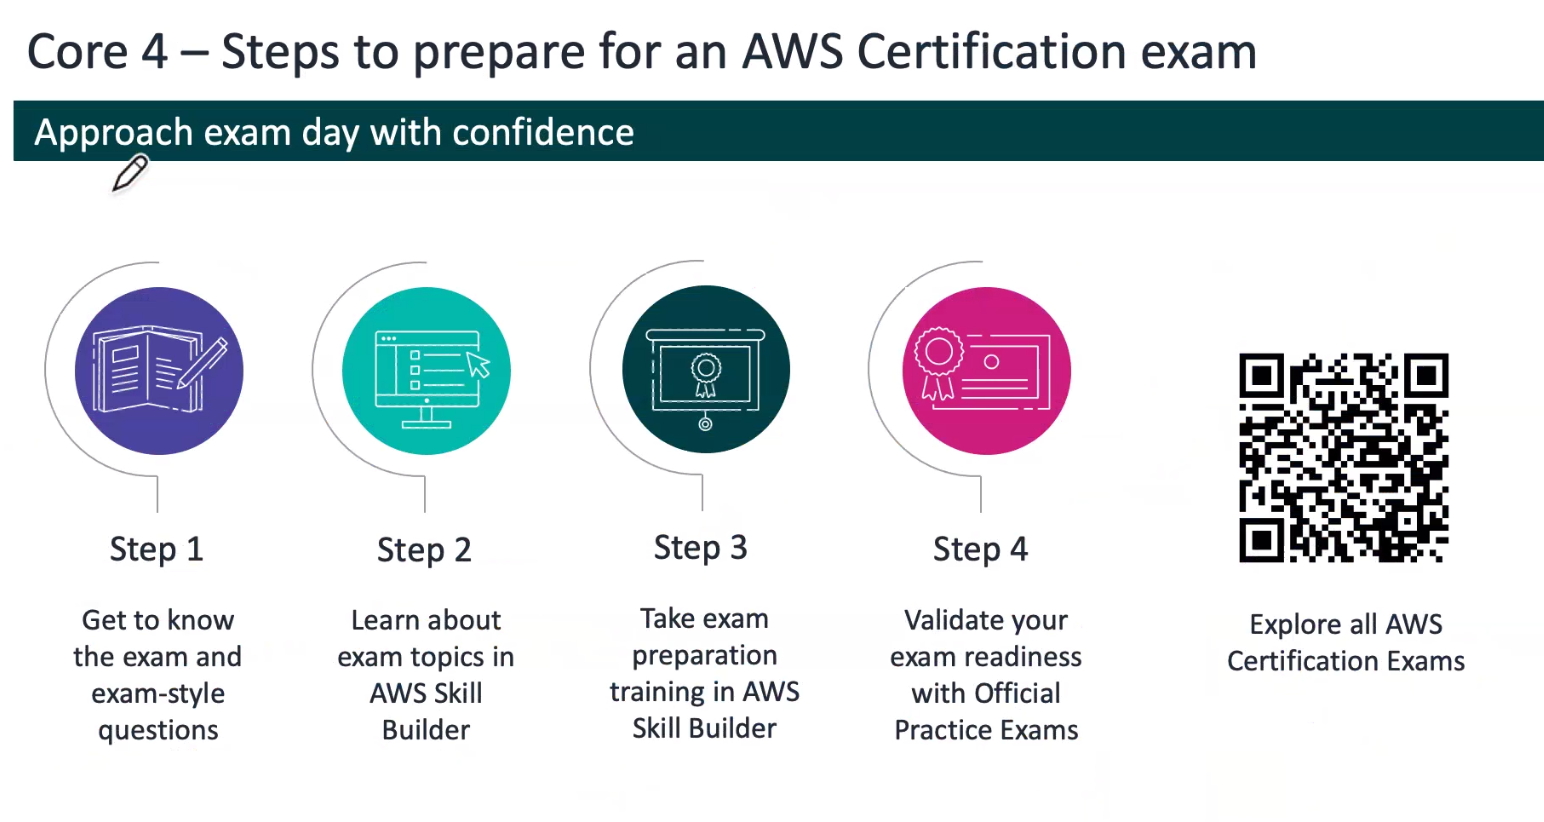 Core 4 – Steps to prepare for an AWS Certification exam
Approach exam day with confidence
Step 1
Get to know
the exam and
exam-style
questions
Step 2
Learn about
exam topics in
AWS Skill
Builder
Step 3
Take exam
preparation
training in AWS
Skill Builder
Step 4
Validate your
exam readiness
with Official
Practice Exams
Explore all AWS
Certification Exams